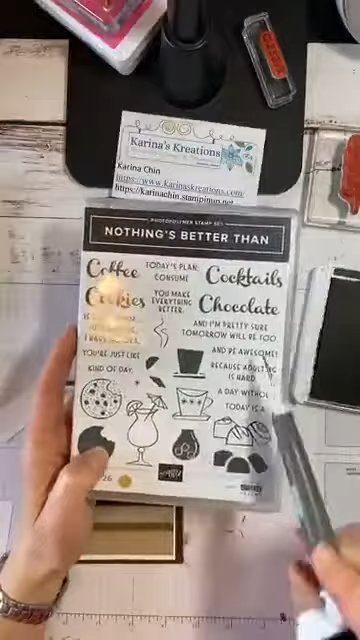 Karina's Kreations
Karina Chin
https://www.karinaskreations.com/
https://karinachin.stampinup.net
PHOTOPOLYMER STAMP SET
NOTHING'S BETTER THAN
Coffee
TODAY'S PLAN:
CONSUME
Cocktails
Cookies
YOU MAKE
EVERYTHING
BETTER.
Chocolate
AND I'M PRETTY SURE
TOMORROW WILL BE TOO.
YOU'RE JUST LIKE
AND BE AWESOME!
KIND OF DAY.
BECAUSE ADULTING
IS HARD
A DAY WITHOUT
TODAY IS A
26